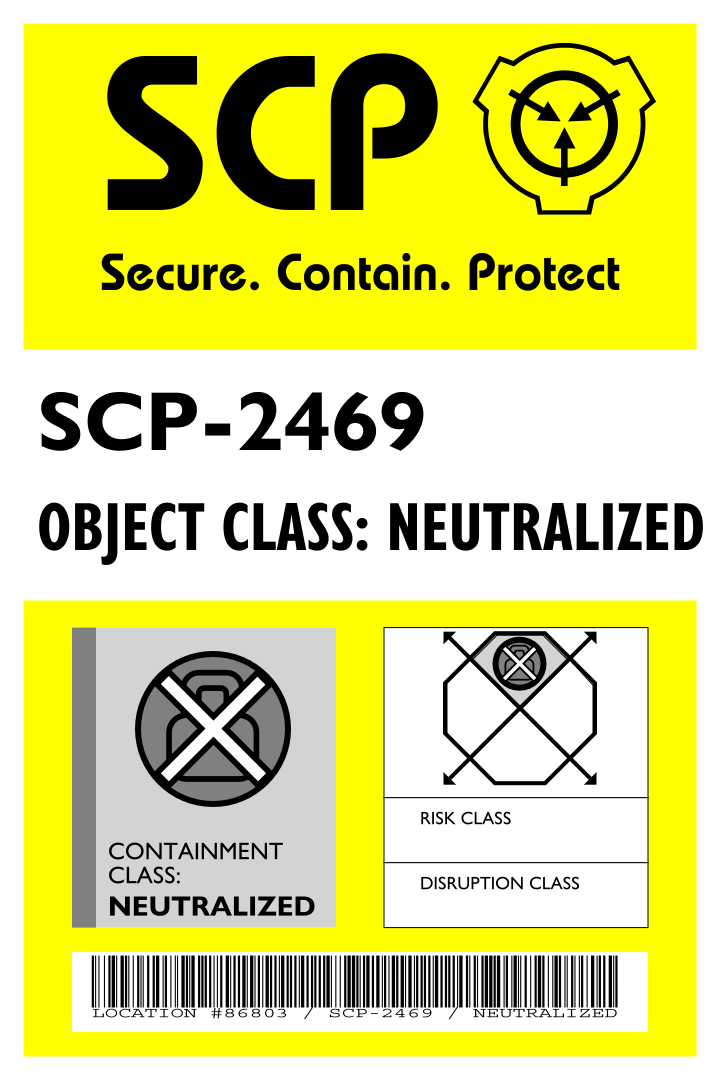 SCP
Secure. Contain. Protect
SCP-2469
OBJECT CLASS: NEUTRALIZED
CONTAINMENT
CLASS:
NEUTRALIZED
RISK CLASS
DISRUPTION CLASS
LOCATION #86803 / SCP-2469 / NEUTRALIZED